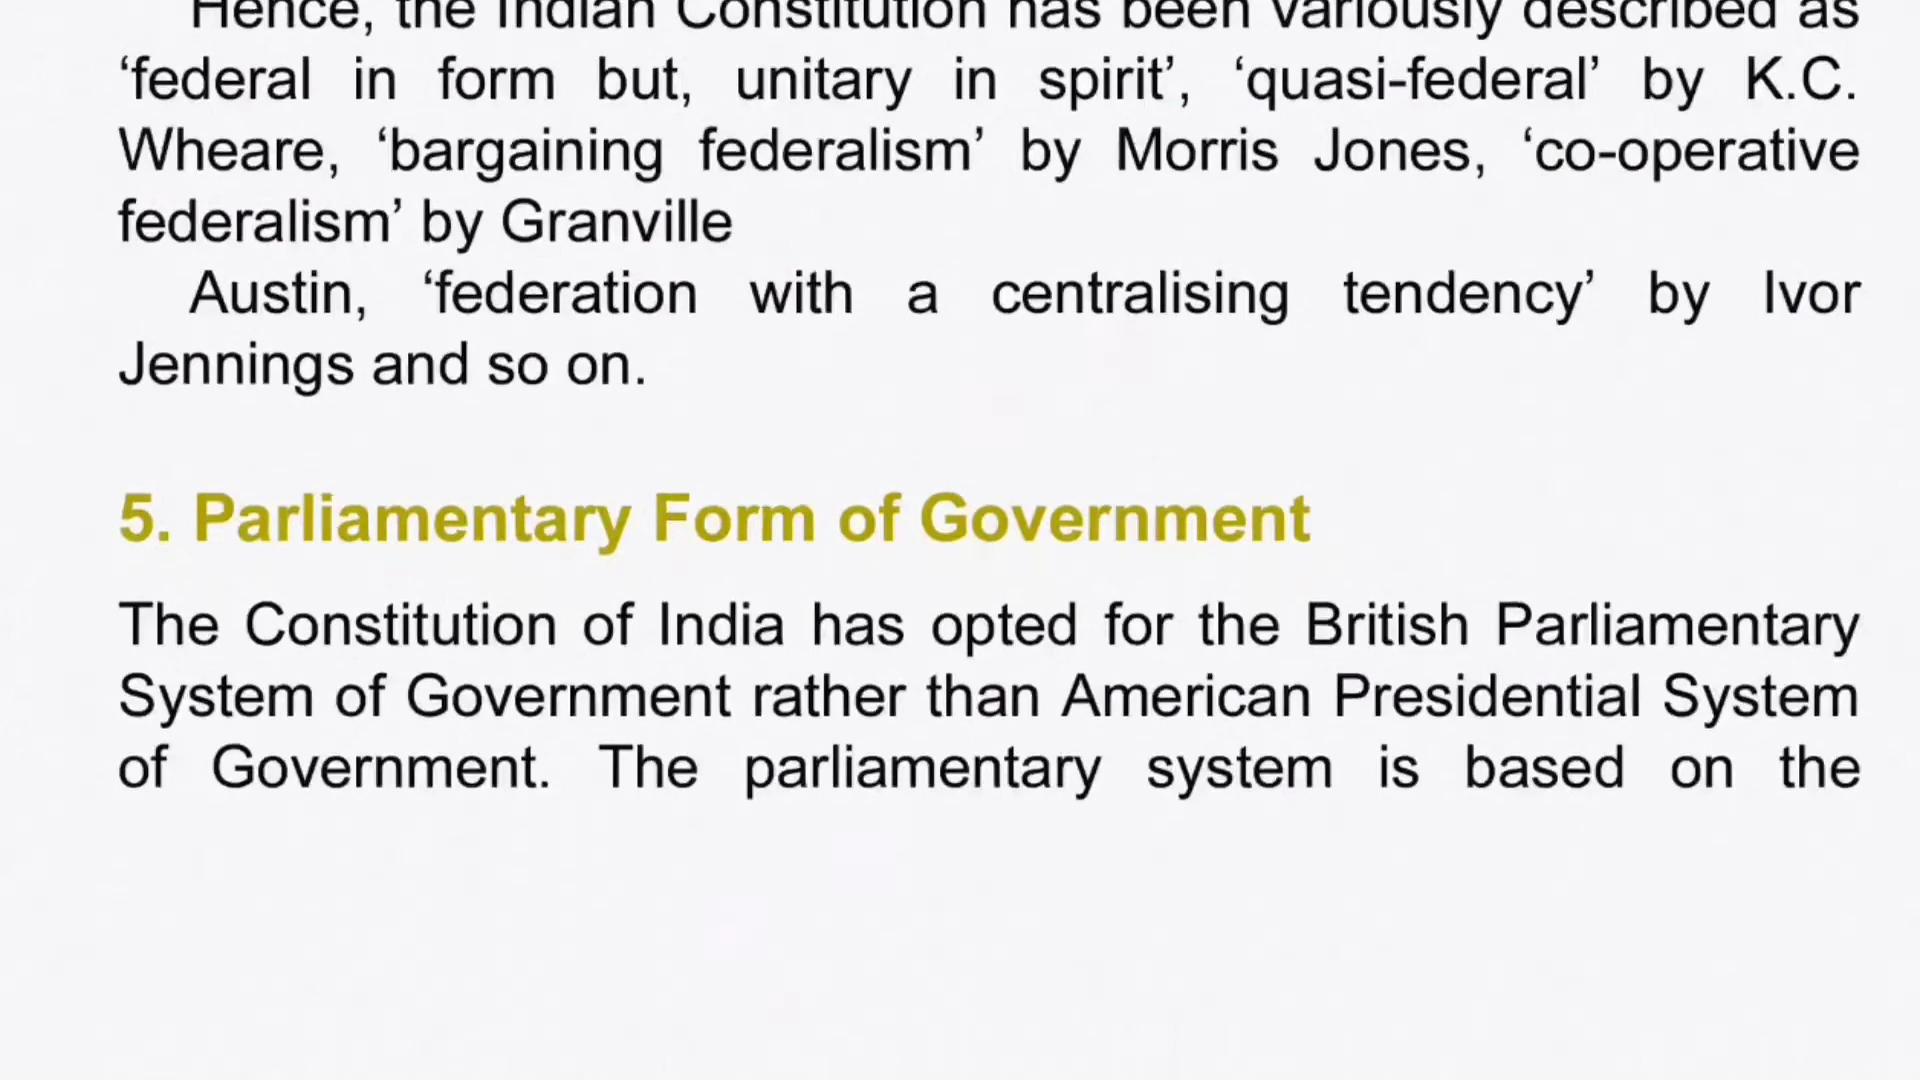 Hence, the Indian Constitution has been variously described as
‘federal in form but, unitary in spirit’, ‘quasi-federal’ by K.C.
Wheare, ‘bargaining federalism’ by Morris Jones, ‘co-operative
federalism’ by Granville
Austin, ‘federation with a centralising tendency’ by Ivor
Jennings and so on.
5. Parliamentary Form of Government
The Constitution of India has opted for the British Parliamentary
System of Government rather than American Presidential System
of Government. The parliamentary system is based on the